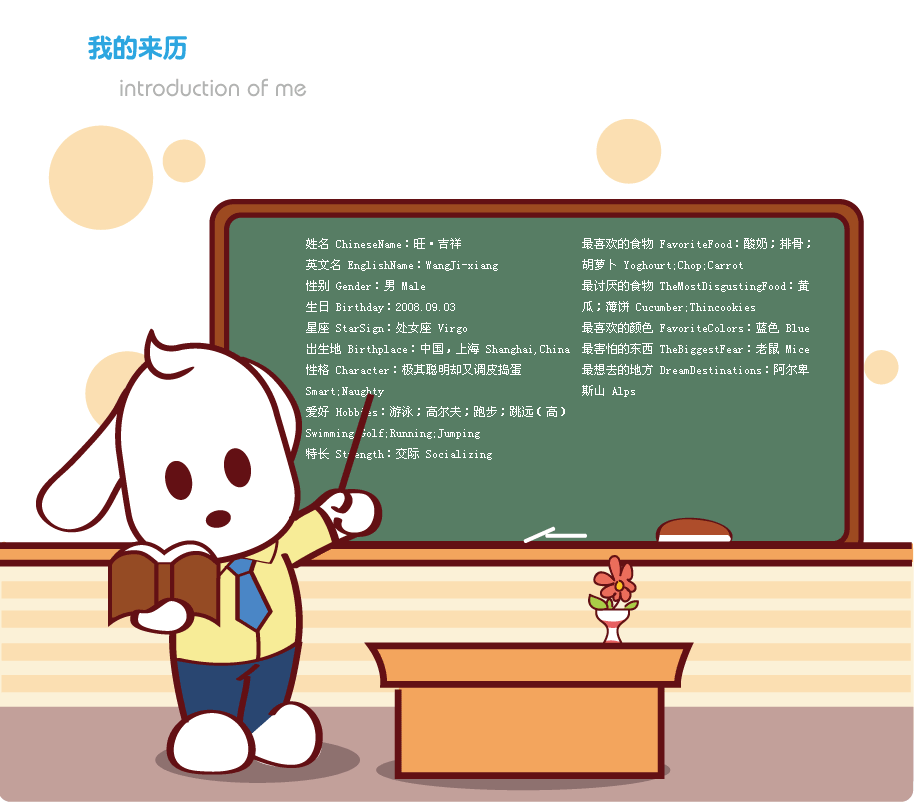 我的来历
introduction of me
姓名 ChineseName：旺·吉祥
英文名 EnglishName：WangJi-xiang
性别 Gender：男 Male
生日 Birthday：2008.09.03
星座 StarSign：处女座 Virgo
出生地 Birthplace：中国，上海 Shanghai,China
性格 Character：极其聪明却又调皮捣蛋
Smart;Naughty
爱好 Hobbies：游泳；高尔夫；跑步；跳远（高）
Swimming;Golf;Running;Jumping
特长 Strength：交际 Socializing
最喜欢的食物 FavoriteFood：酸奶；排骨；
胡萝卜 Yoghourt;Chop;Carrot
最讨厌的食物 TheMostDisgustingFood：黄
瓜；薄饼 Cucumber;Thincookies
最喜欢的颜色 FavoriteColors：蓝色 Blue
最害怕的东西 TheBiggestFear：老鼠 Mice
最想去的地方 DreamDestinations：阿尔卑
斯山 Alps